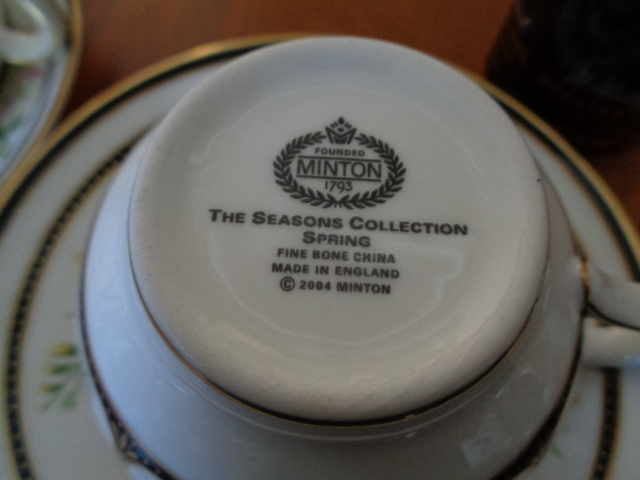 FOUNDED
MINTON
1793
THE SEASONS COLLECTION
SPRING
FINE BONE CHINA
MADE IN ENGLAND
© 2004 MINTON